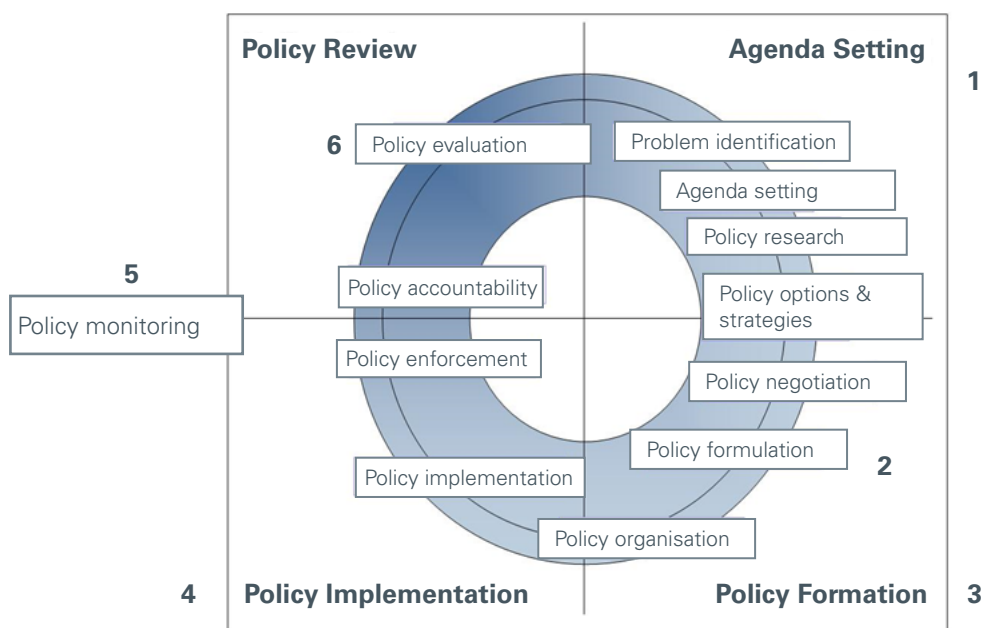 Policy Review
Agenda Setting
1
6
Policy evaluation
Problem identification
Agenda setting
Policy research
5
Policy accountability
Policy options &
strategies
Policy monitoring
Policy enforcement
Policy negotiation
Policy formulation
2
Policy implementation
Policy organisation
4
Policy Implementation
Policy Formation
3